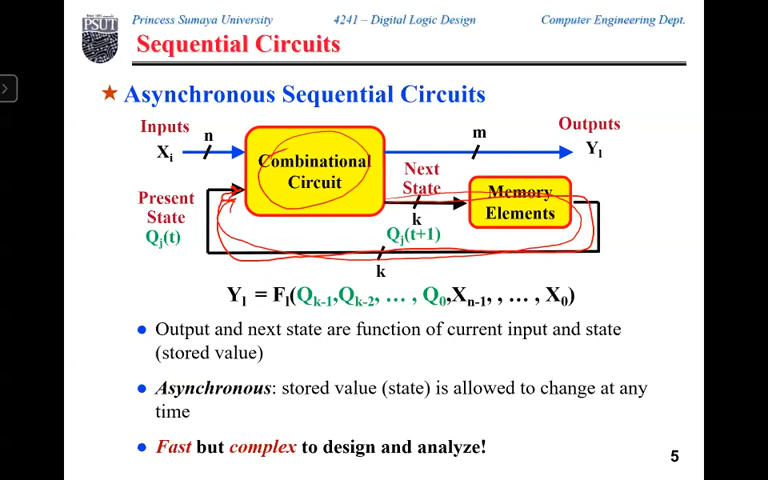 Princess Sumaya University 4241 – Digital Logic Design Computer Engineering Dept.
PSUT
Sequential Circuits
★ Asynchronous Sequential Circuits
Inputs n m Outputs
Xi Yl
Combinational Circuit
Next State
Memory Elements
Present State
Qj(t)
k
Qj(t+1)
k
Yl = Fl(Qk-1,Qk-2, … , Q0,Xn-1, , … , X0)
● Output and next state are function of current input and state
(stored value)
● Asynchronous: stored value (state) is allowed to change at any
time
● Fast but complex to design and analyze!
5